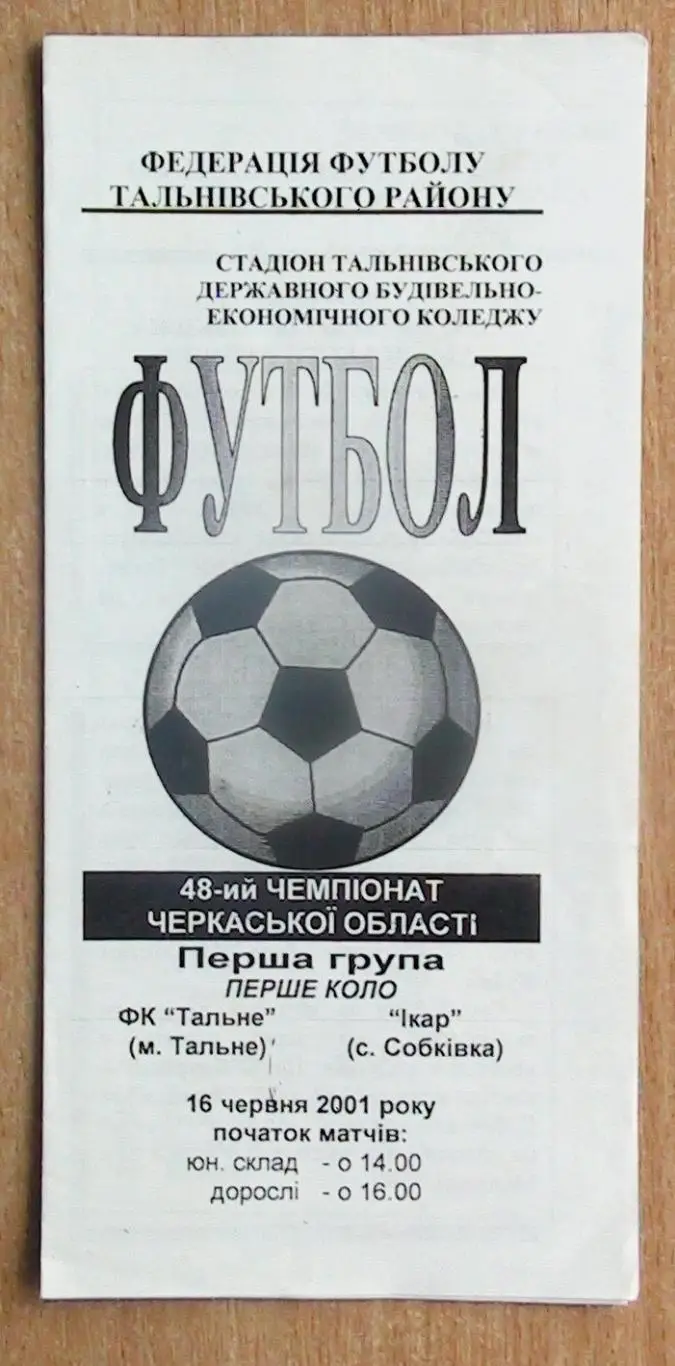 ФЕДЕРАЦІЯ ФУТБОЛУ
ТАЛЬНІВСЬКОГО РАЙОНУ
СТАДІОН ТАЛЬНІВСЬКОГО
ДЕРЖАВНОГО БУДІВЕЛЬНО-
ЕКОНОМІЧНОГО КОЛЕДЖУ
ФУТБОЛ
48-ий ЧЕМПІОНАТ
ЧЕРКАСЬКОЇ ОБЛАСТІ
Перша група
ПЕРШЕ КОЛО
ФК “Тальне” “Ікар”
(м. Тальне) (с. Собківка)
16 червня 2001 року
початок матчів:
юн. склад - о 14.00
дорослі - о 16.00